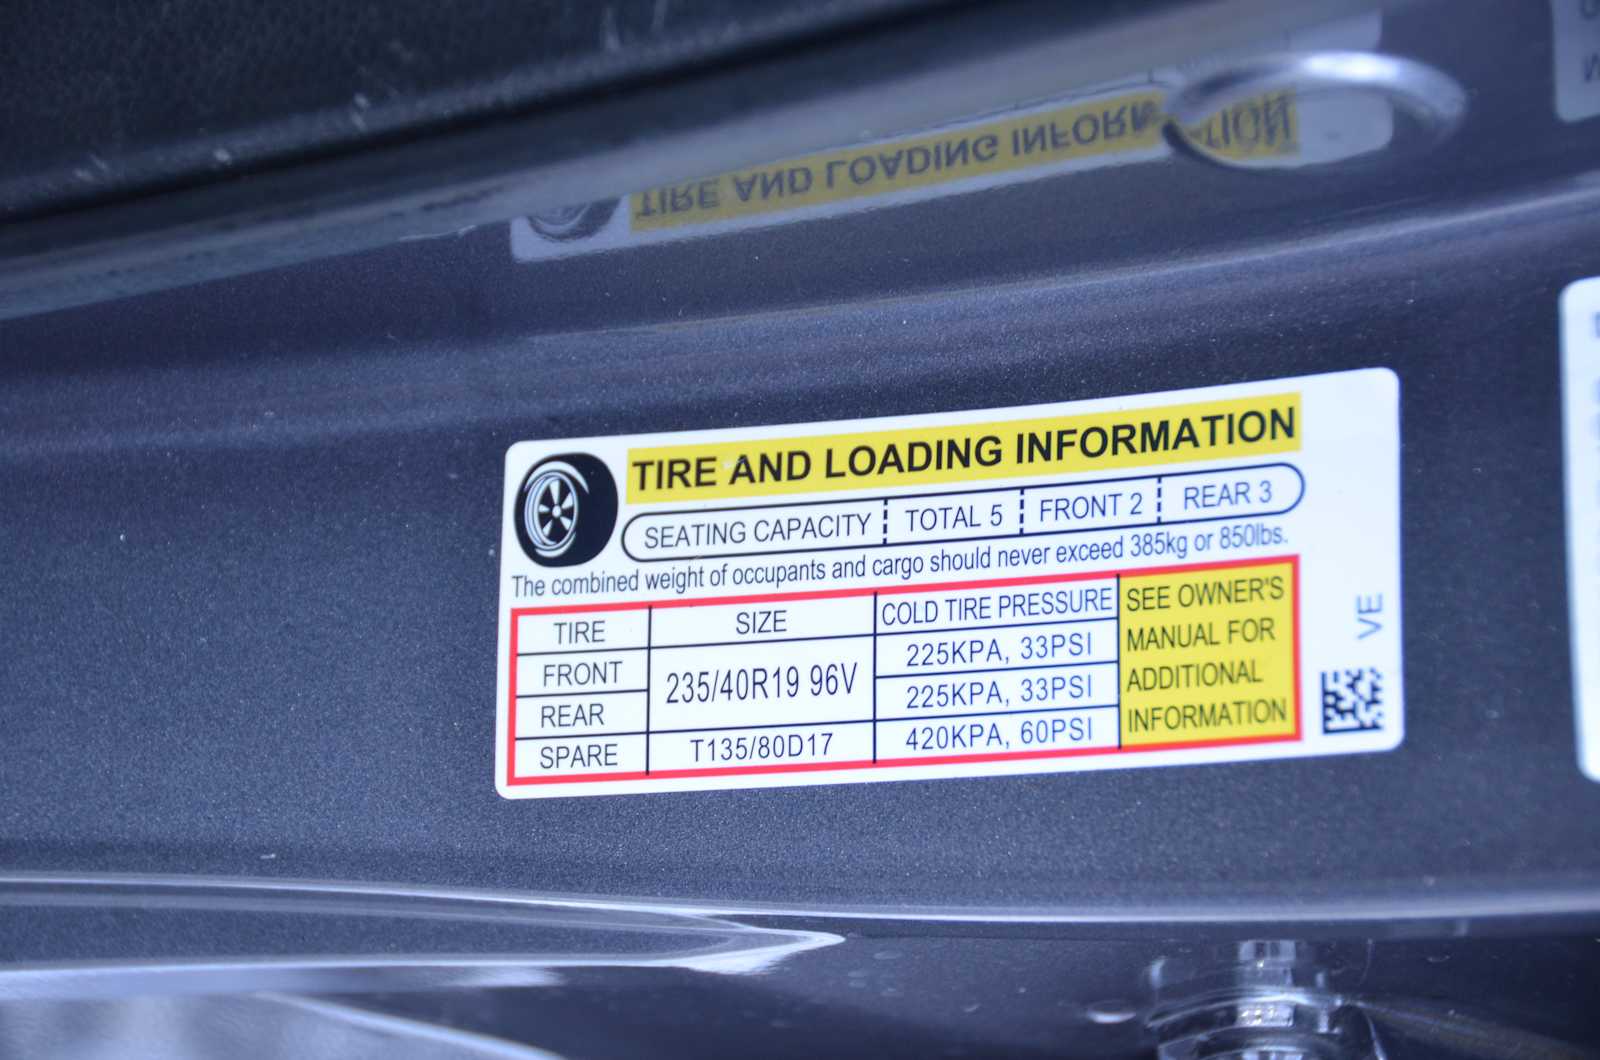 TIRE AND LOADING INFORMATION
TIRE AND LOADING INFORMATION
SEATING CAPACITY TOTAL 5 FRONT 2 REAR 3
The combined weight of occupants and cargo should never exceed 385kg or 850lbs.
TIRE SIZE COLD TIRE PRESSURE SEE OWNER'S
FRONT 235/40R19 96V 225KPA, 33PSI MANUAL FOR
REAR 225KPA, 33PSI ADDITIONAL
SPARE T135/80D17 420KPA, 60PSI INFORMATION
VE